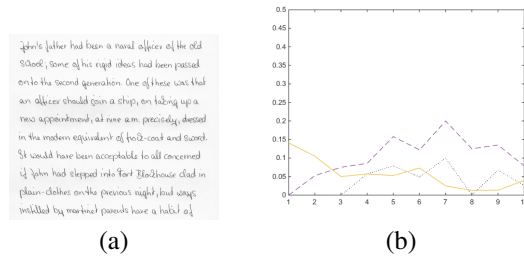 John's father had been a naval officer of the old
school; some of his rigid ideas had been passed
on to the second generation. One of these was that
an officer should join a ship, on taking up a
new appointment, at nine a.m. precisely, dressed
in the modern equivalent of frock-coat and sword.
It would have been acceptable to all concerned
if John had stepped into Fort Blockhouse clad in
plain-clothes on the previous night, but ways
instilled by martinet parents have a habit of
(a)
0.5
0.45
0.4
0.35
0.3
0.25
0.2
0.15
0.1
0.05
0
1 2 3 4 5 6 7 8 9 1
(b)